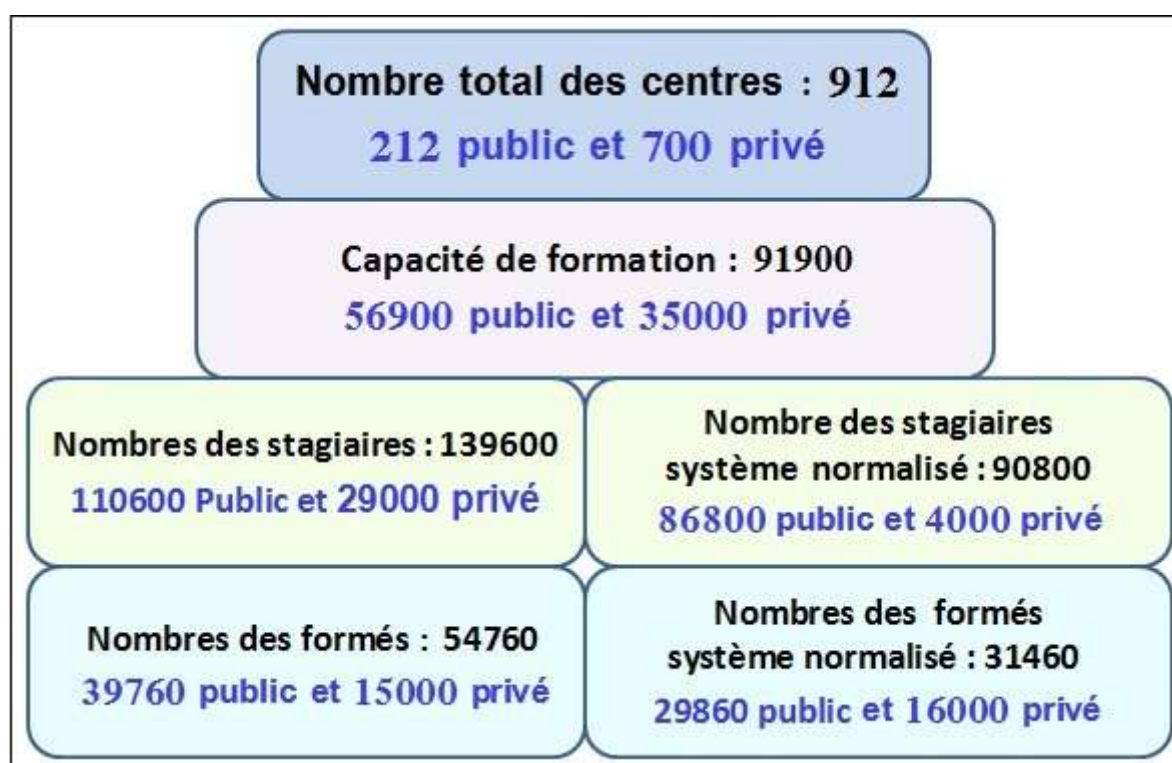 Nombre total des centres : 912
212 public et 700 privé
Capacité de formation : 91900
56900 public et 35000 privé
Nombres des stagiaires : 139600
110600 Public et 29000 privé
Nombre des stagiaires
système normalisé : 90800
86800 public et 4000 privé
Nombres des formés : 54760
39760 public et 15000 privé
Nombres des formés
système normalisé : 31460
29860 public et 16000 privé